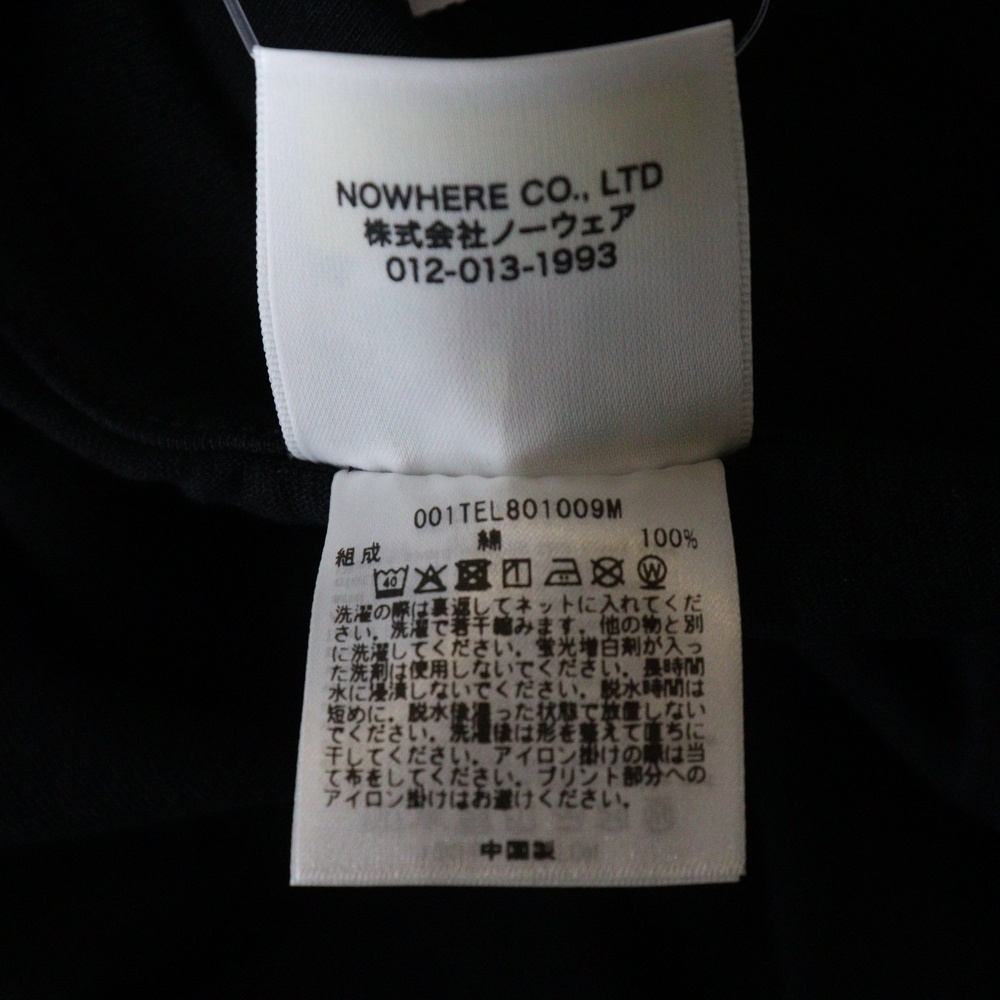 NOWHERE CO., LTD
株式会社ノーウェア
012-013-1993
001TEL801009M
組成 綿 100%
40
洗濯の際は裏返してネットに入れてくだ
さい。洗濯で若干縮みます。他の物と別
に洗濯してください。蛍光増白剤が入っ
た洗剤は使用しないでください。長時間
水に浸漬しないでください。脱水時間は
短めに。脱水後湿った状態で放置しない
でください。洗濯後は形を整えて直ちに
干してください。アイロン掛けの際は当
て布をしてください。プリント部分への
アイロン掛けはお避けください。
中国製